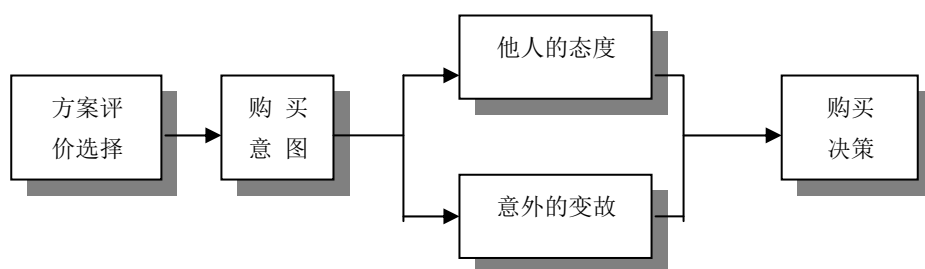 方案评
价选择
购 买
意 图
他人的态度
意外的变故
购买
决策